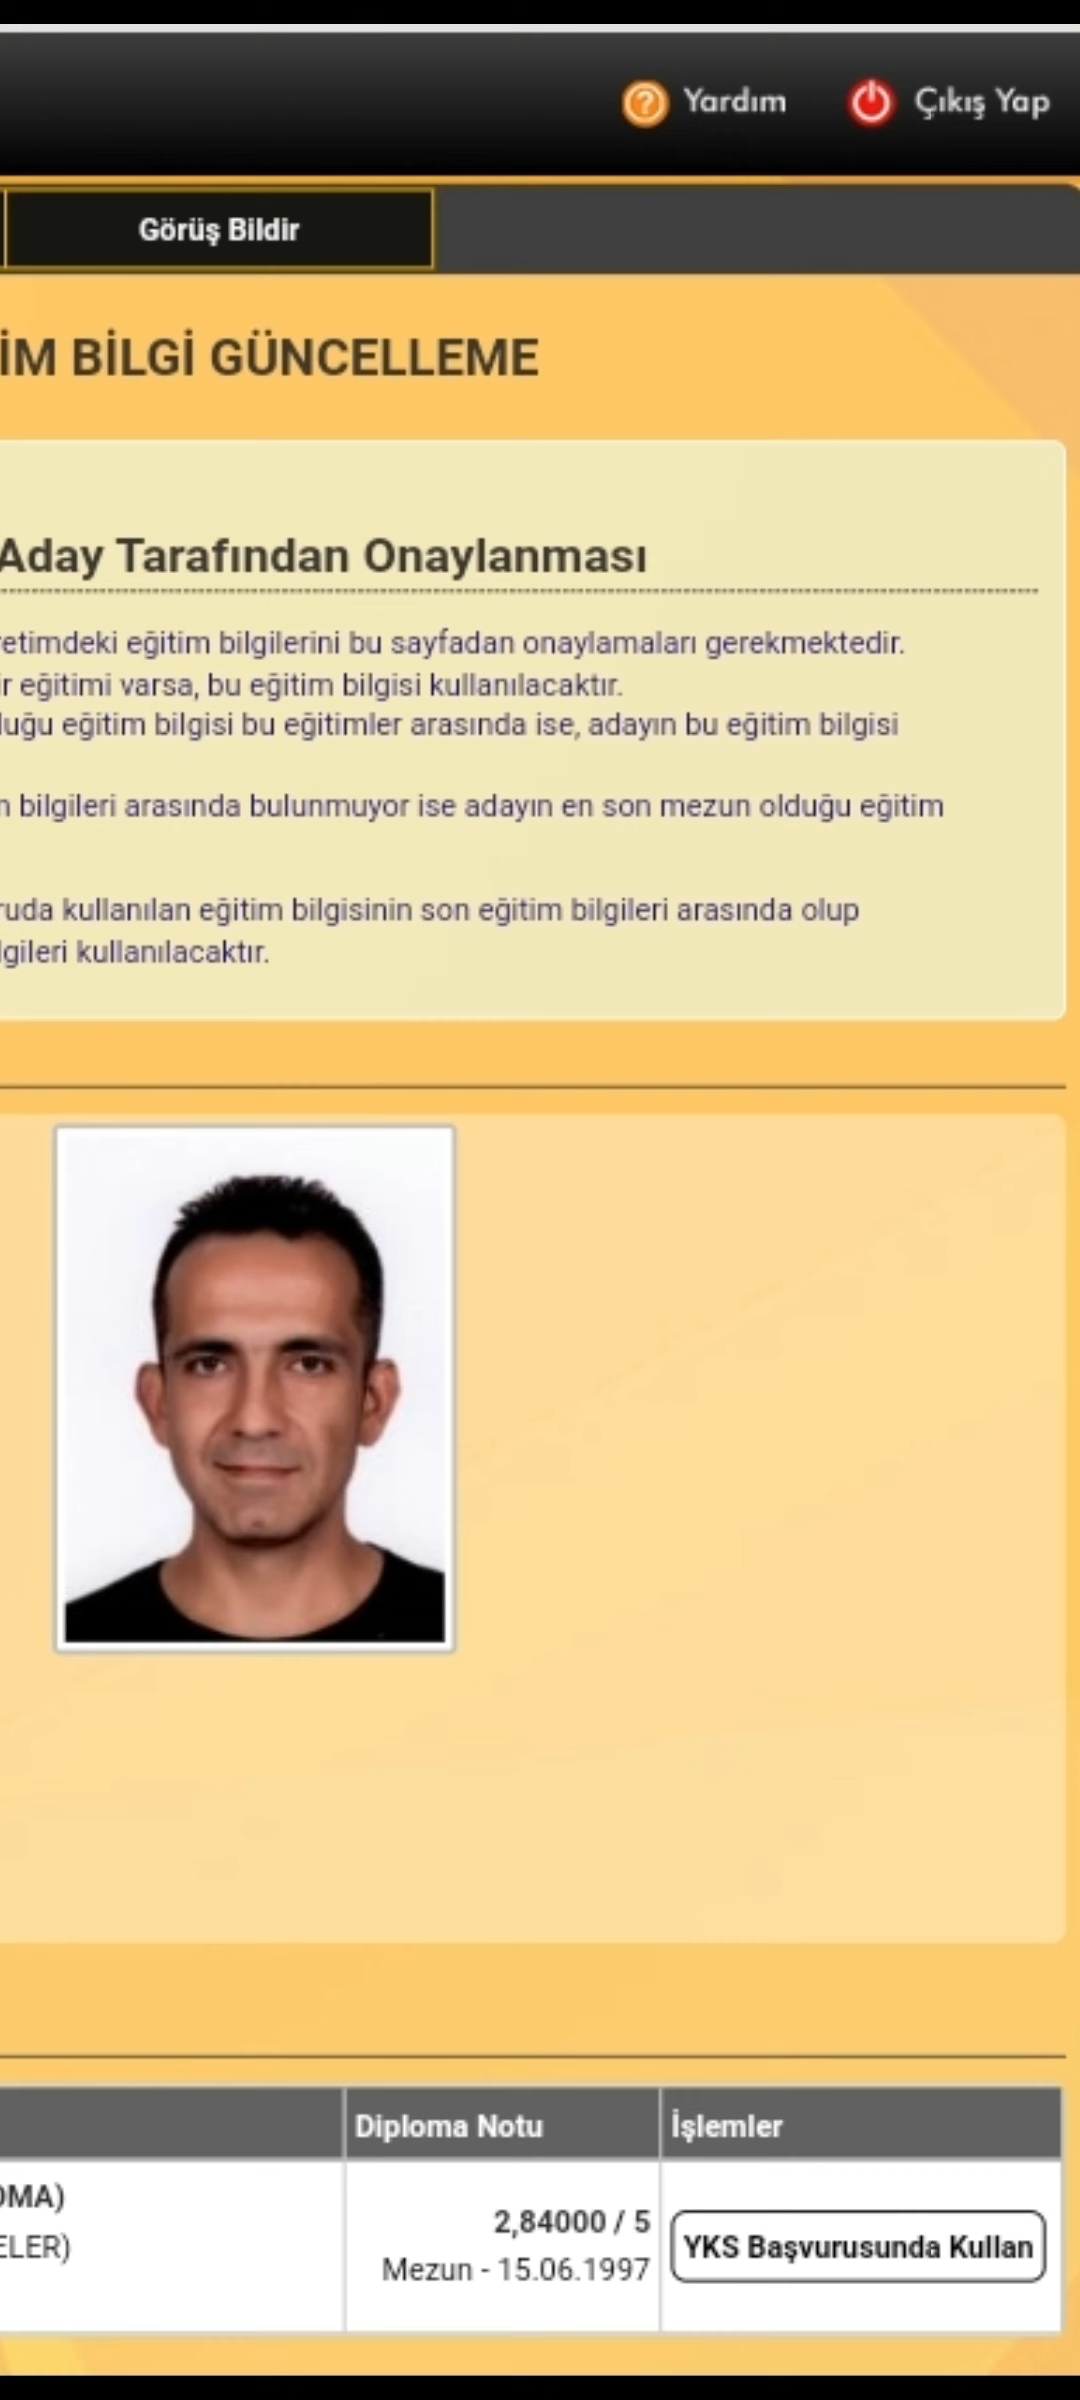 Yardım
Çıkış Yap
Görüş Bildir
İM BİLGİ GÜNCELLEME
Aday Tarafından Onaylanması
retimdeki eğitim bilgilerini bu sayfadan onaylamaları gerekmektedir.
ir eğitimi varsa, bu eğitim bilgisi kullanılacaktır.
luğu eğitim bilgisi bu eğitimler arasında ise, adayın bu eğitim bilgisi
n bilgileri arasında bulunmuyor ise adayın en son mezun olduğu eğitim
ruda kullanılan eğitim bilgisinin son eğitim bilgileri arasında olup
lgileri kullanılacaktır.
Diploma Notu
İşlemler
OMA)
ELER)
2,84000 / 5
Mezun - 15.06.1997
YKS Başvurusunda Kullan